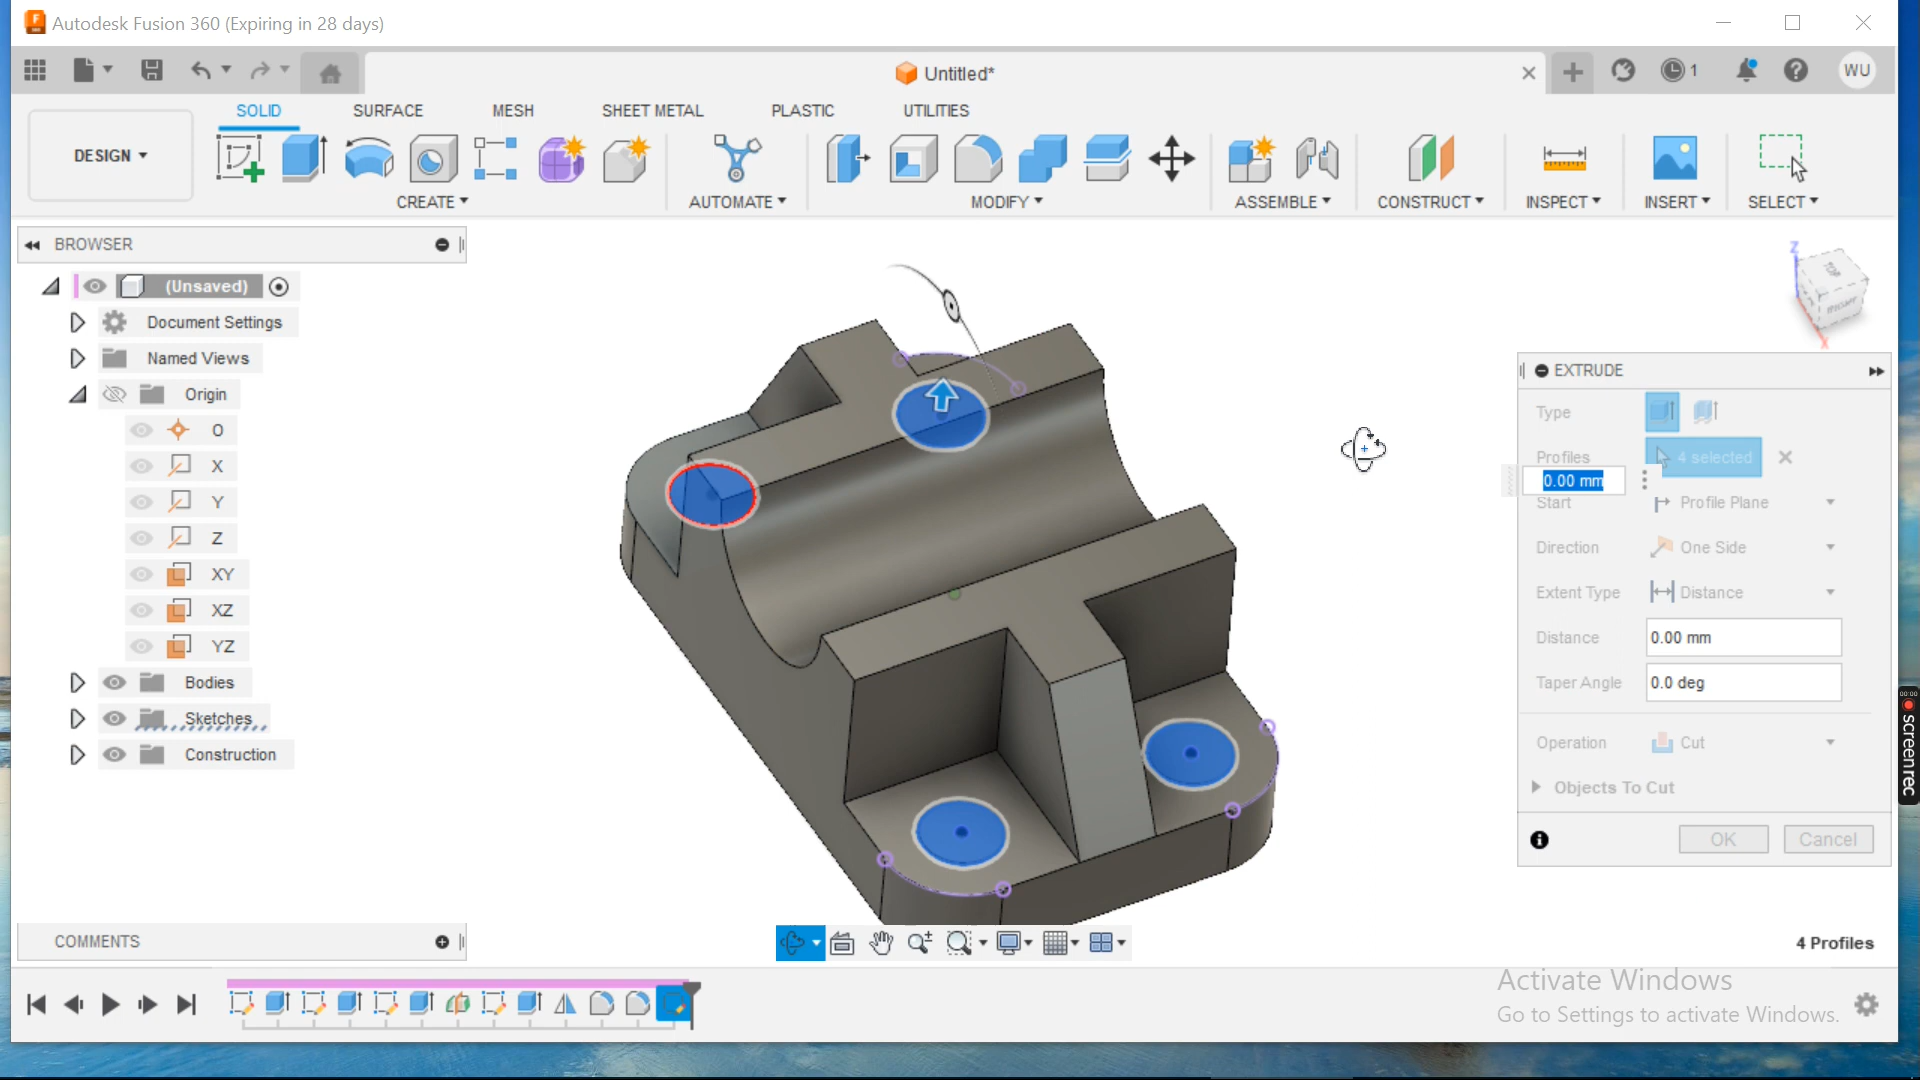 Autodesk Fusion 360 (Expiring in 28 days)
Untitled*
1
WU
DESIGN
SOLID
SURFACE
MESH
SHEET METAL
PLASTIC
UTILITIES
CREATE
AUTOMATE
MODIFY
ASSEMBLE
CONSTRUCT
INSPECT
INSERT
SELECT
BROWSER
(Unsaved)
Document Settings
Named Views
Origin
O
X
Y
Z
XY
XZ
YZ
Bodies
Sketches
Construction
Z
X
EXTRUDE
Type
Profiles
4 selected
0.00 mm
Start
Profile Plane
Direction
One Side
Extent Type
Distance
Distance
0.00 mm
Taper Angle
0.0 deg
Operation
Cut
Objects To Cut
OK
Cancel
00:00
screenrec
COMMENTS
4 Profiles
Activate Windows
Go to Settings to activate Windows.